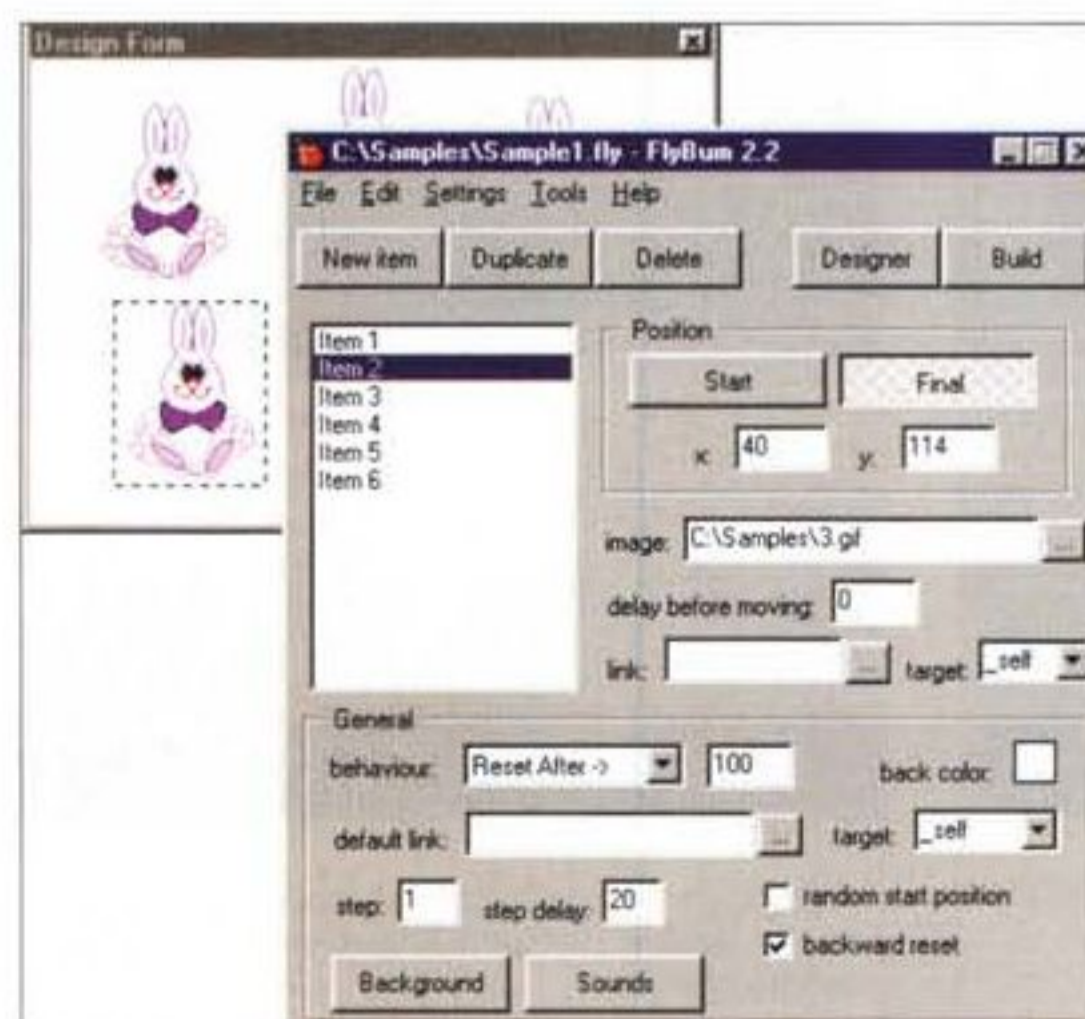 Design Form
C:\Samples\Sample1.fly - FlyBum 2.2
File Edit Settings Tools Help
New item Duplicate Delete Designer Build
Item 1
Item 2
Item 3
Item 4
Item 5
Item 6
Position
Start Final
x: 40 y: 114
image: C:\Samples\3.gif ...
delay before moving: 0
link: ... target: _self
General
behaviour: Reset After -> 100 back color:
default link: ... target: _self
step: 1 step delay: 20 random start position
backward reset
Background Sounds